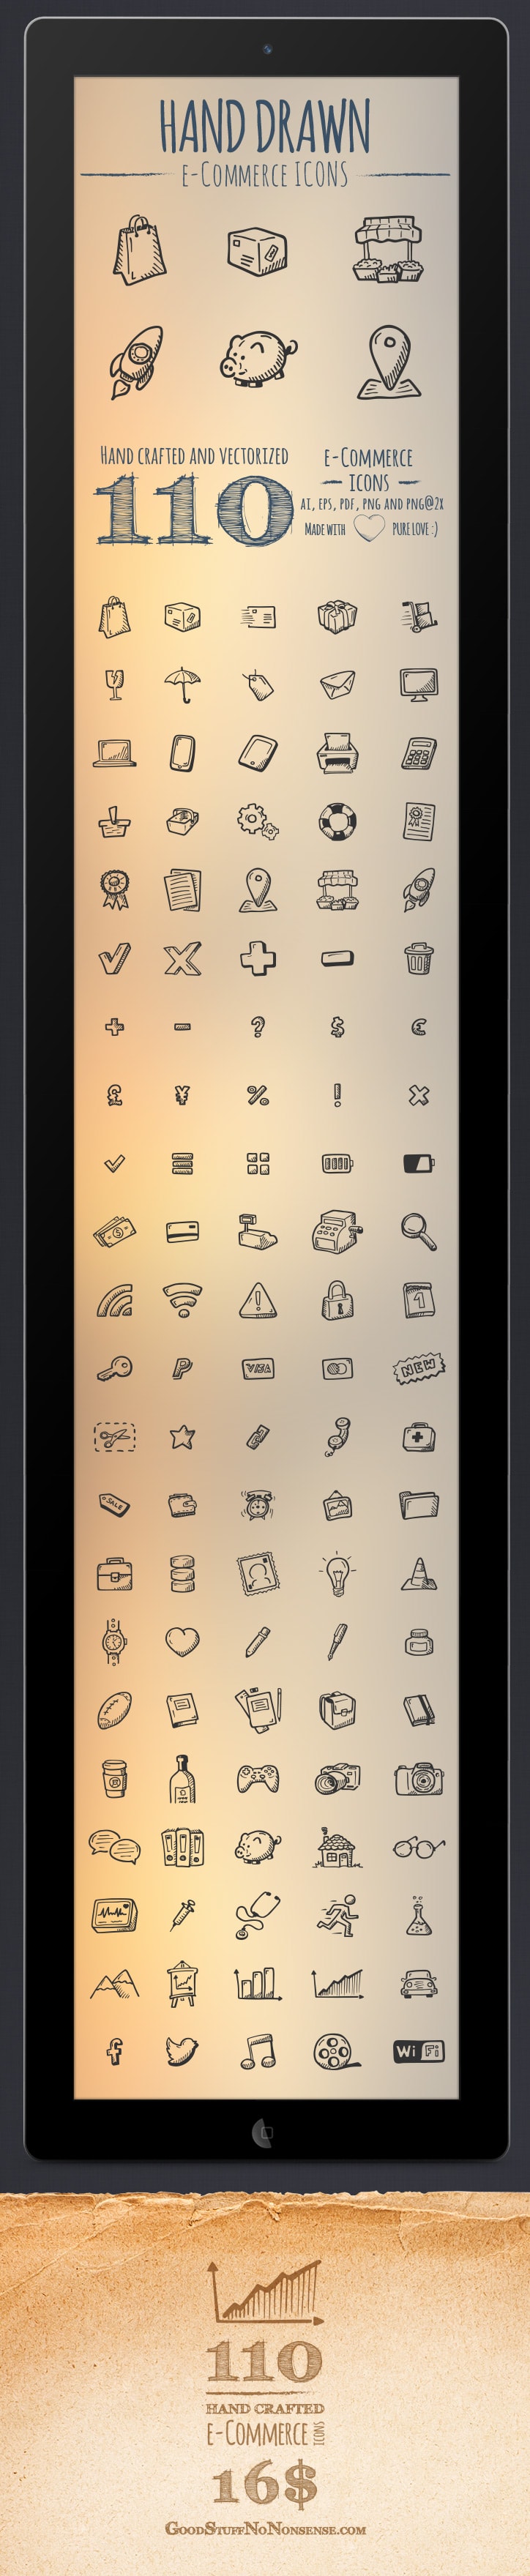 HAND DRAWN
e-Commerce ICONS
HAND CRAFTED AND VECTORIZED
110
e-Commerce
ICONS
AI, EPS, PDF, PNG AND PNG@2X
MADE WITH PURE LOVE :)
?
$
€
£
¥
%
!
$
1
P
VISA
NEW
SALE
f
Wi Fi
110
HAND CRAFTED
e-Commerce ICONS
16$
GOODSTUFFNONONSENSE.COM